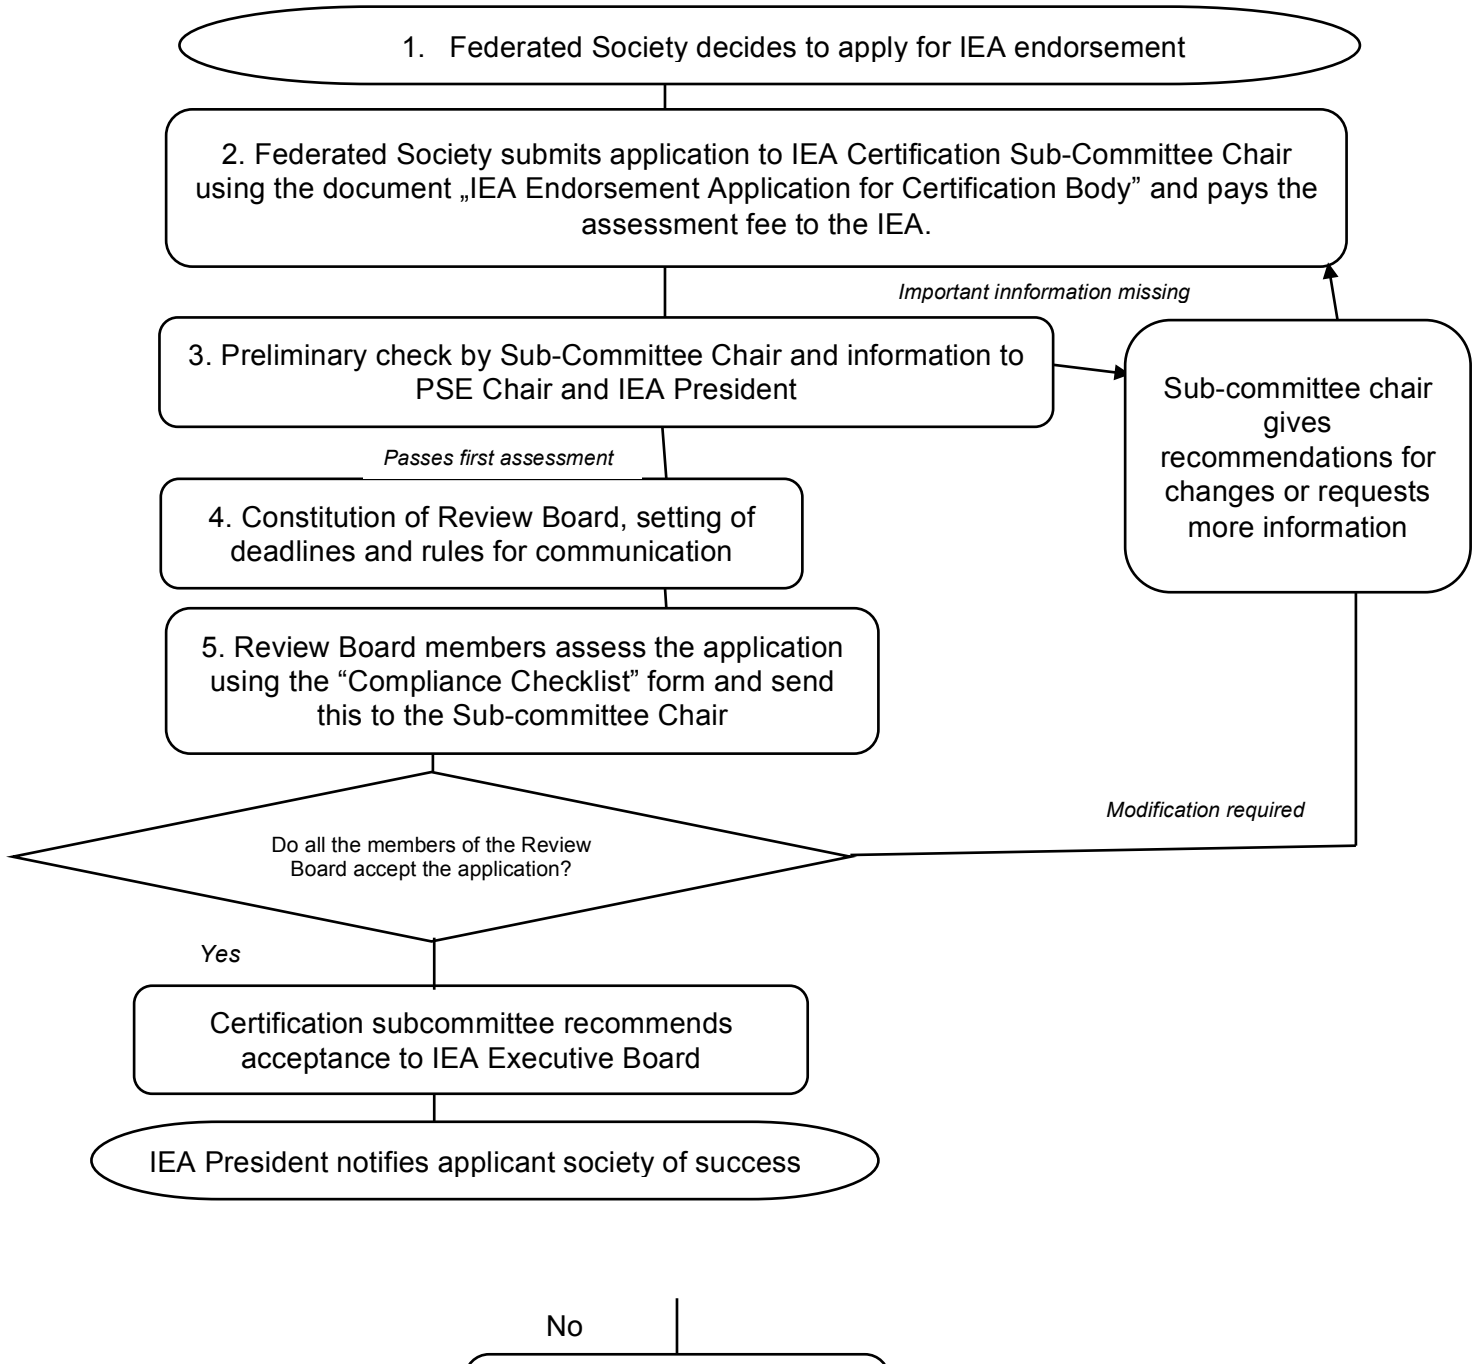 1. Federated Society decides to apply for IEA endorsement
2. Federated Society submits application to IEA Certification Sub-Committee Chair
using the document „IEA Endorsement Application for Certification Body” and pays the
assessment fee to the IEA.
Important innformation missing
3. Preliminary check by Sub-Committee Chair and information to
PSE Chair and IEA President
Sub-committee chair
gives
recommendations for
changes or requests
more information
Passes first assessment
4. Constitution of Review Board, setting of
deadlines and rules for communication
5. Review Board members assess the application
using the “Compliance Checklist” form and send
this to the Sub-committee Chair
Modification required
Do all the members of the Review
Board accept the application?
Yes
Certification subcommittee recommends
acceptance to IEA Executive Board
IEA President notifies applicant society of success
No